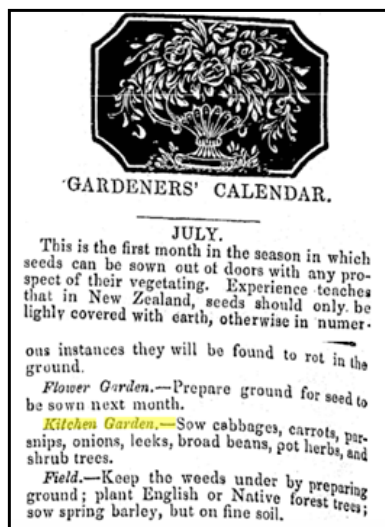 GARDENERS' CALENDAR.
JULY.
This is the first month in the season in which
seeds can be sown out of doors with any pro-
spect of their vegetating. Experience teaches
that in New Zealand, seeds should only be
lighly covered with earth, otherwise in numer-
ous instances they will be found to rot in the
ground.
Flower Garden.—Prepare ground for seed to
be sown next month.
Kitchen Garden.—Sow cabbages, carrots, par-
snips, onions, leeks, broad beans, pot herbs, and
shrub trees.
Field.—Keep the weeds under by preparing
ground; plant English or Native forest trees;
sow spring barley, but on fine soil.